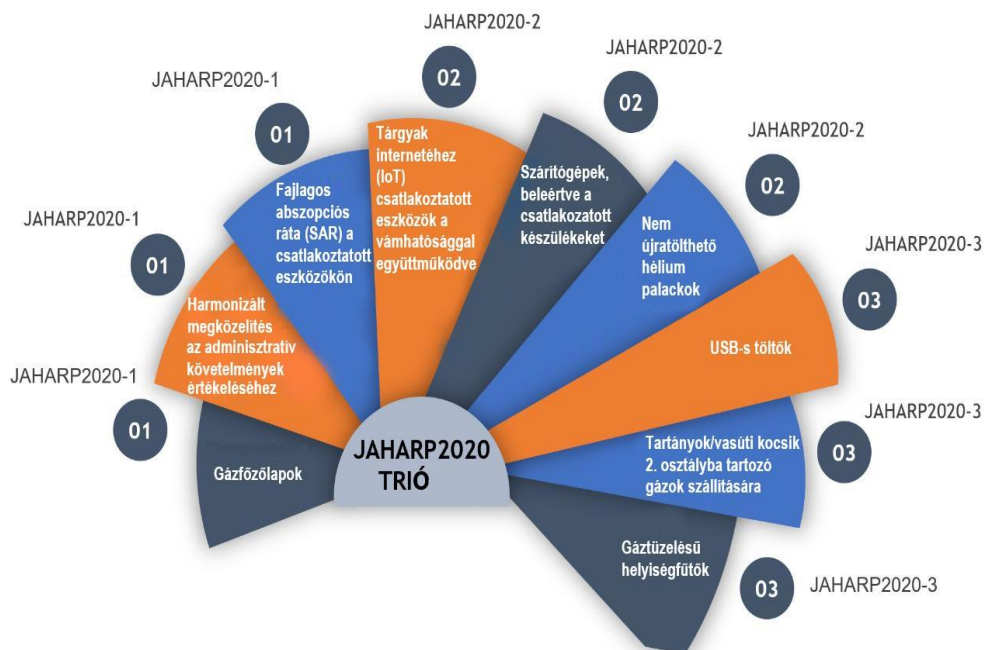 JAHARP2020-1
01
Gázfőzőlapok
JAHARP2020-1
01
Harmonizált
megközelítés
az adminisztratív
követelmények
értékeléséhez
JAHARP2020-1
01
Fajlagos
abszopciós
ráta (SAR) a
csatlakoztatott
eszközökön
JAHARP2020-2
02
Tárgyak
internetéhez
(IoT)
csatlakoztatott
eszközök a
vámhatósággal
együttműködve
JAHARP2020-2
02
Szárítógépek,
beleértve a
csatlakozatott
készülékeket
JAHARP2020-2
02
Nem
újratölthető
hélium
palackok
JAHARP2020-3
03
USB-s töltők
JAHARP2020-3
03
Tartányok/vasúti kocsik
2. osztályba tartozó
gázok szállítására
JAHARP2020-3
03
Gáztüzelésű
helyiségfűtők
JAHARP2020
TRIÓ